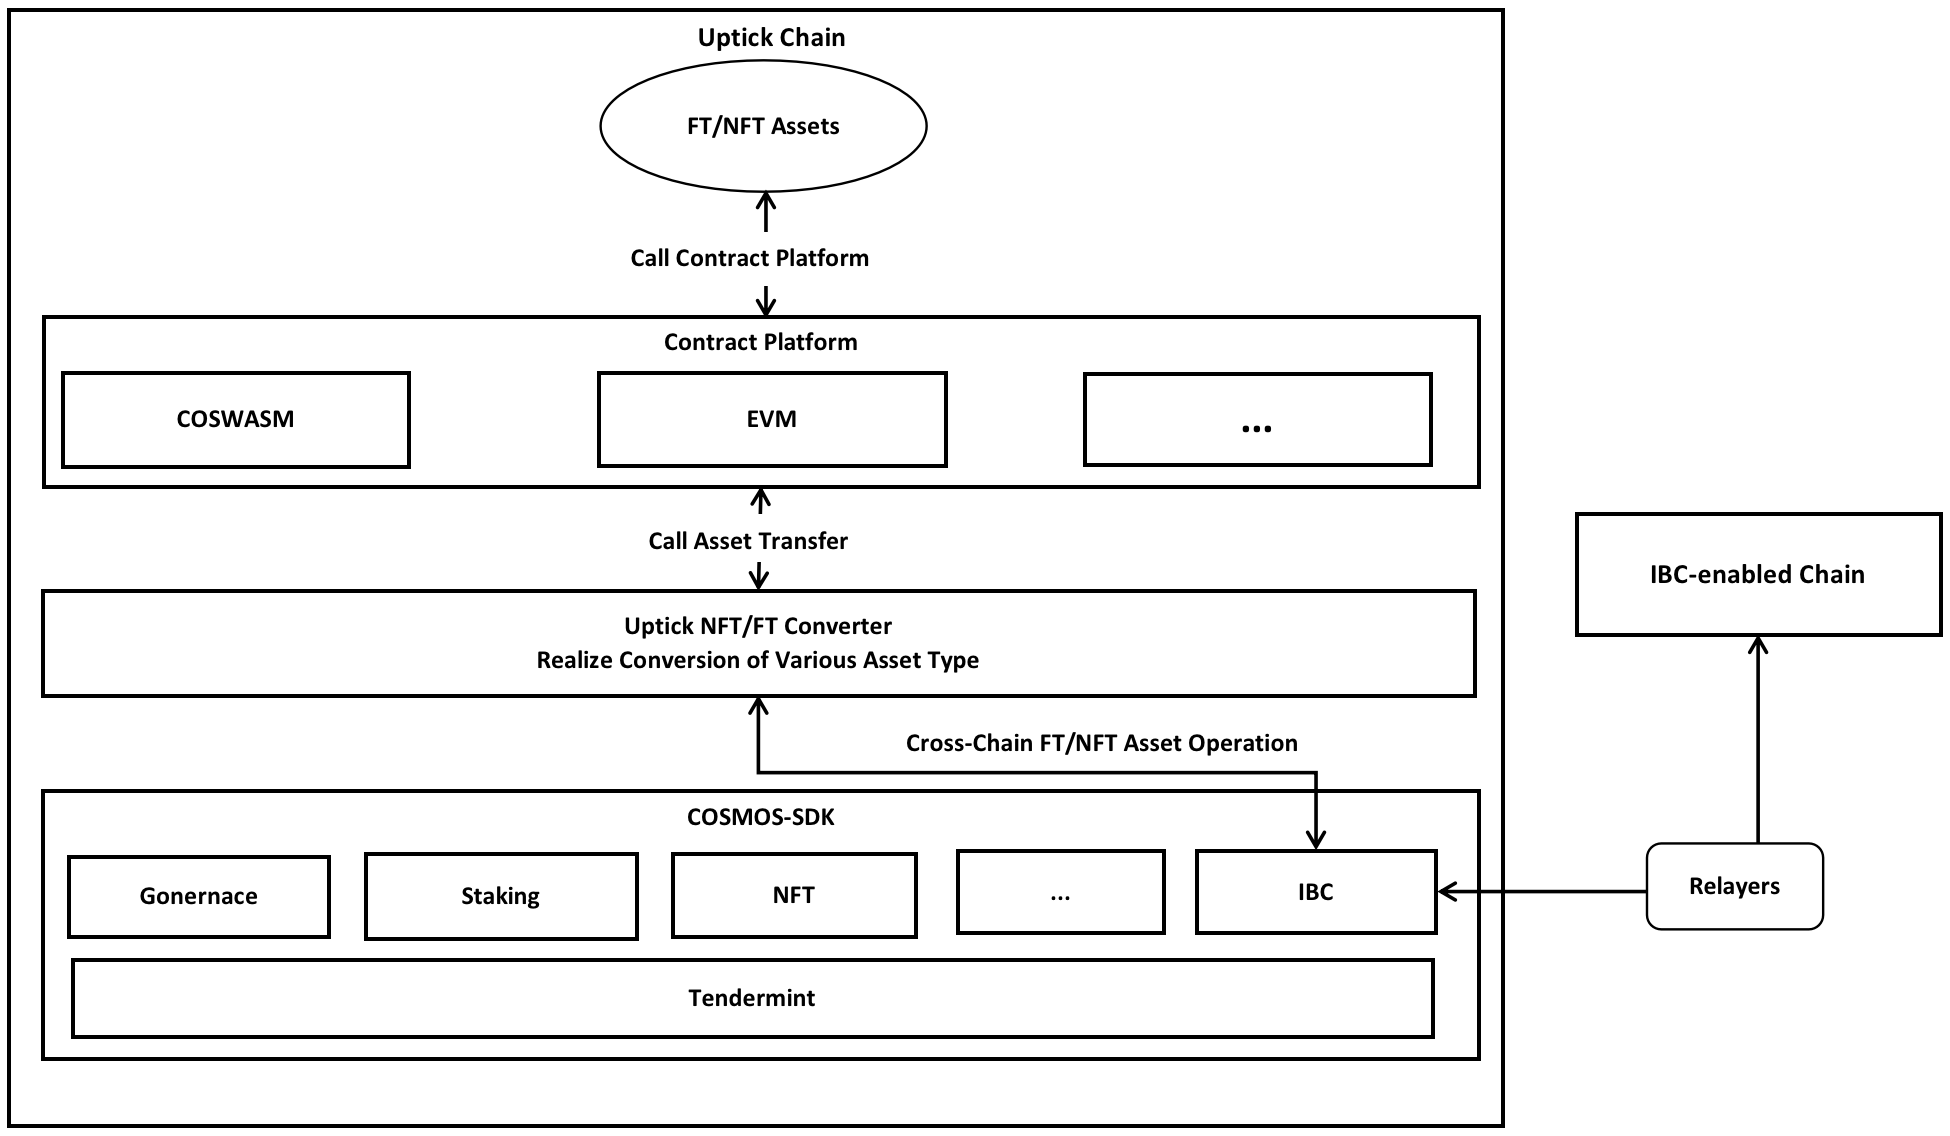 Uptick Chain
FT/NFT Assets
Call Contract Platform
Contract Platform
COSWASM
EVM
...
Call Asset Transfer
Uptick NFT/FT Converter
Realize Conversion of Various Asset Type
IBC-enabled Chain
Cross-Chain FT/NFT Asset Operation
COSMOS-SDK
Gonernace
Staking
NFT
...
IBC
Relayers
Tendermint